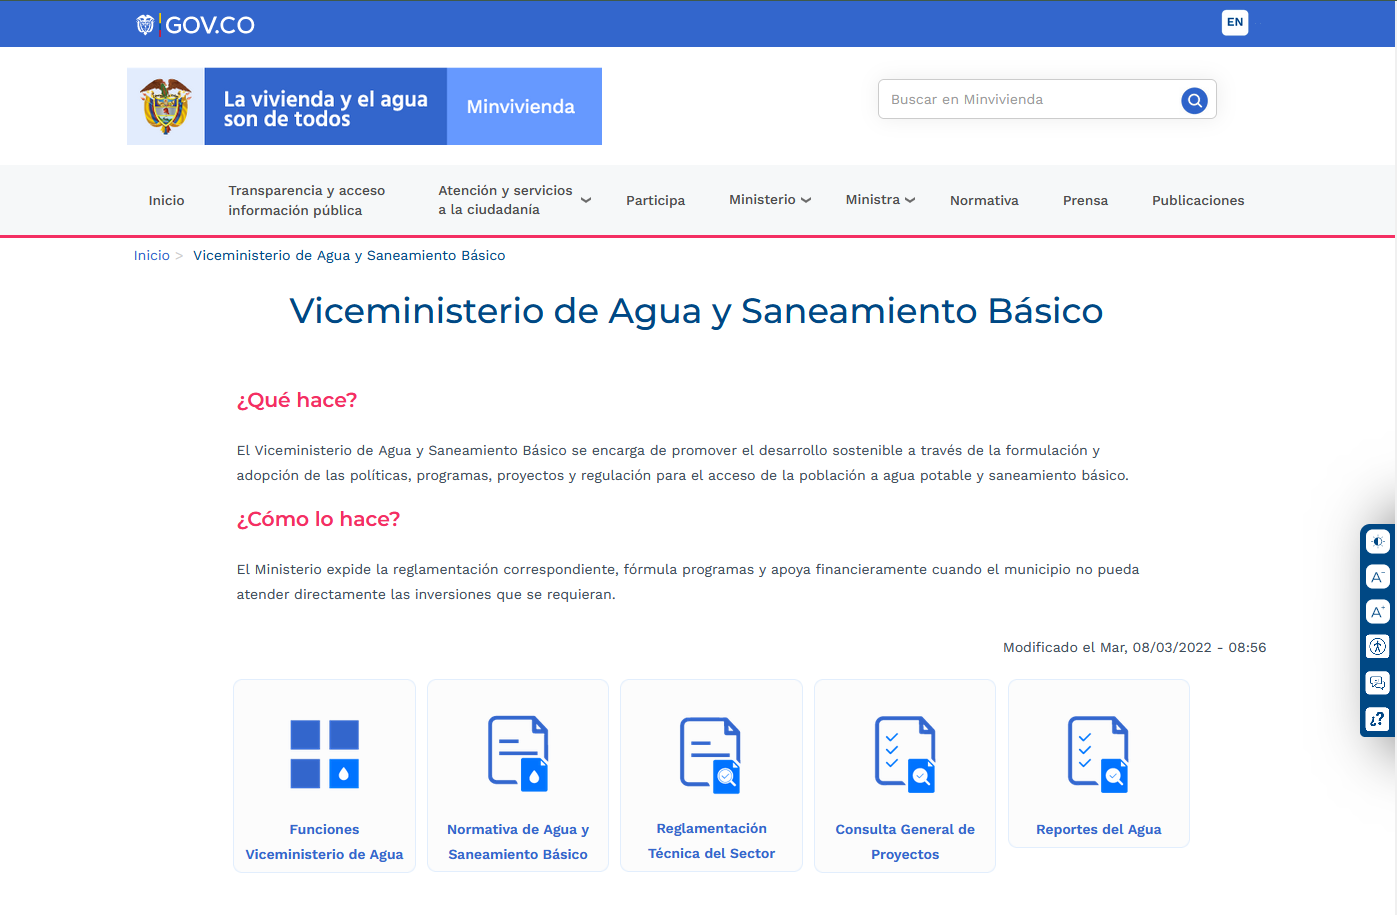 GOV.CO
EN
La vivienda y el agua
son de todos
Minvivienda
Buscar en Minvivienda
Inicio
Transparencia y acceso
información pública
Atención y servicios
a la ciudadanía
Participa
Ministerio
Ministra
Normativa
Prensa
Publicaciones
Inicio > Viceministerio de Agua y Saneamiento Básico
Viceministerio de Agua y Saneamiento Básico
¿Qué hace?
El Viceministerio de Agua y Saneamiento Básico se encarga de promover el desarrollo sostenible a través de la formulación y
adopción de las políticas, programas, proyectos y regulación para el acceso de la población a agua potable y saneamiento básico.
¿Cómo lo hace?
El Ministerio expide la reglamentación correspondiente, fórmula programas y apoya financieramente cuando el municipio no pueda
atender directamente las inversiones que se requieran.
Modificado el Mar, 08/03/2022 - 08:56
Funciones
Viceministerio de Agua
Normativa de Agua y
Saneamiento Básico
Reglamentación
Técnica del Sector
Consulta General de
Proyectos
Reportes del Agua
A-
A+
¿?